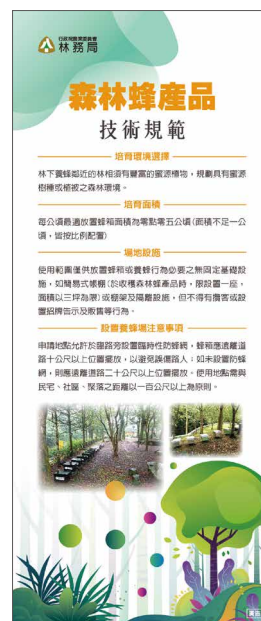 行政院農業委員會
林務局
森林蜂產品
技術規範
培育環境選擇
林下養蜂鄰近的林相須有豐富的蜜源植物，規劃具有蜜源
樹種或植被之森林環境。
培育面積
每公頃最適放置蜂箱面積為零點零五公頃(面積不足一公
頃，皆按比例配置)
場地設施
使用範圍僅供放置蜂箱或養蜂行為必要之無固定基礎設
施，如簡易式帳棚(於收穫森林蜂產品時，限設置一座，
面積以三坪為限)或棚架及隔離設施，但不得有攬客或設
置招牌告示及販售等行為。
設置養蜂場注意事項
申請地點允許於臨路旁設置臨時性防蜂網，蜂箱應遠離道
路十公尺以上位置擺放，以避免誤傷路人；如未設置防蜂
網，則應遠離道路二十公尺以上位置擺放。使用地點需與
民宅、社區、聚落之距離以一百公尺以上為原則。
廣告